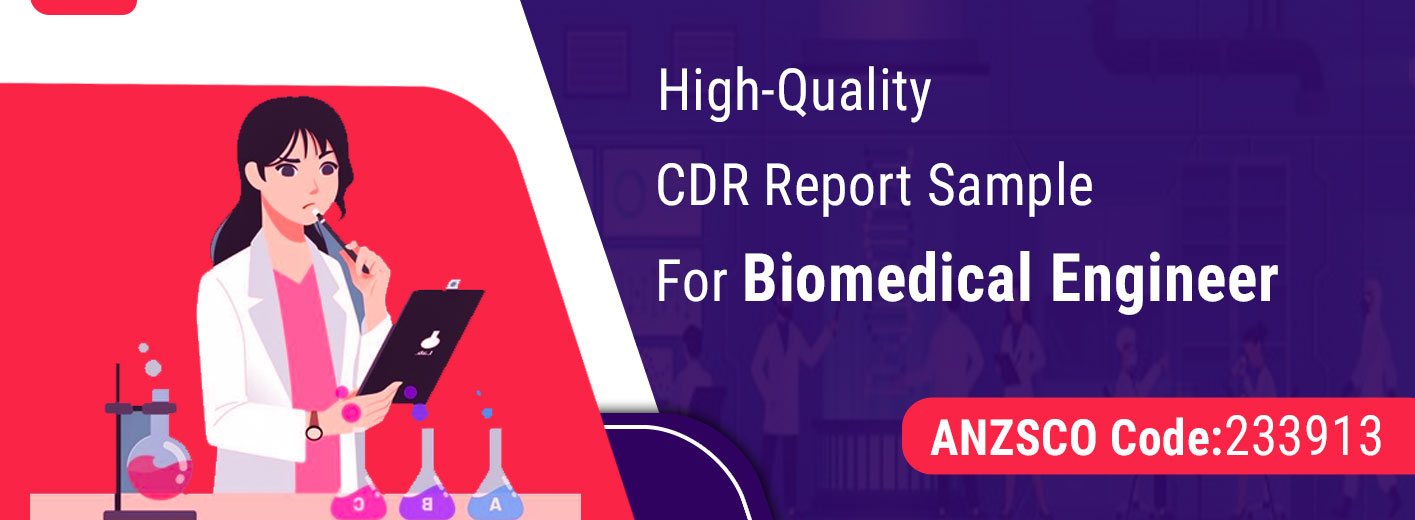 High-Quality
CDR Report Sample
For Biomedical Engineer
ANZSCO Code:233913
C B A